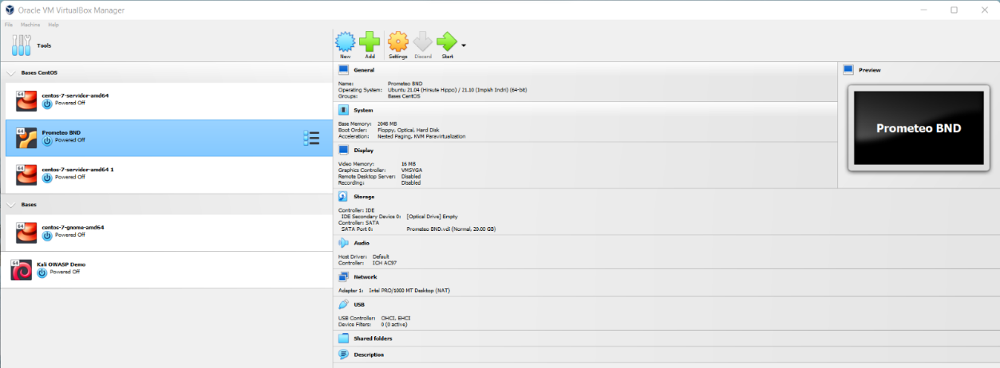 Oracle VM VirtualBox Manager
File Machine Help
Tools
New Add Settings Discard Start
Bases CentOS
64
centos-7-servidor-amd64
Powered Off
64
Prometeo BND
Powered Off
64
centos-7-servidor-amd64 1
Powered Off
Bases
64
centos-7-gnome-amd64
Powered Off
64
Kali OWASP Demo
Powered Off
General
Name: Prometeo BND
Operating System: Ubuntu 21.04 (Hirsute Hippo) / 21.10 (Impish Indri) (64-bit)
Groups: Bases CentOS
System
Base Memory: 2048 MB
Boot Order: Floppy, Optical, Hard Disk
Acceleration: Nested Paging, KVM Paravirtualization
Display
Video Memory: 16 MB
Graphics Controller: VMSVGA
Remote Desktop Server: Disabled
Recording: Disabled
Storage
Controller: IDE
IDE Secondary Device 0: [Optical Drive] Empty
Controller: SATA
SATA Port 0: Prometeo BND.vdi (Normal, 20.00 GB)
Audio
Host Driver: Default
Controller: ICH AC97
Network
Adapter 1: Intel PRO/1000 MT Desktop (NAT)
USB
USB Controller: OHCI, EHCI
Device Filters: 0 (0 active)
Shared folders
Description
Preview
Prometeo BND